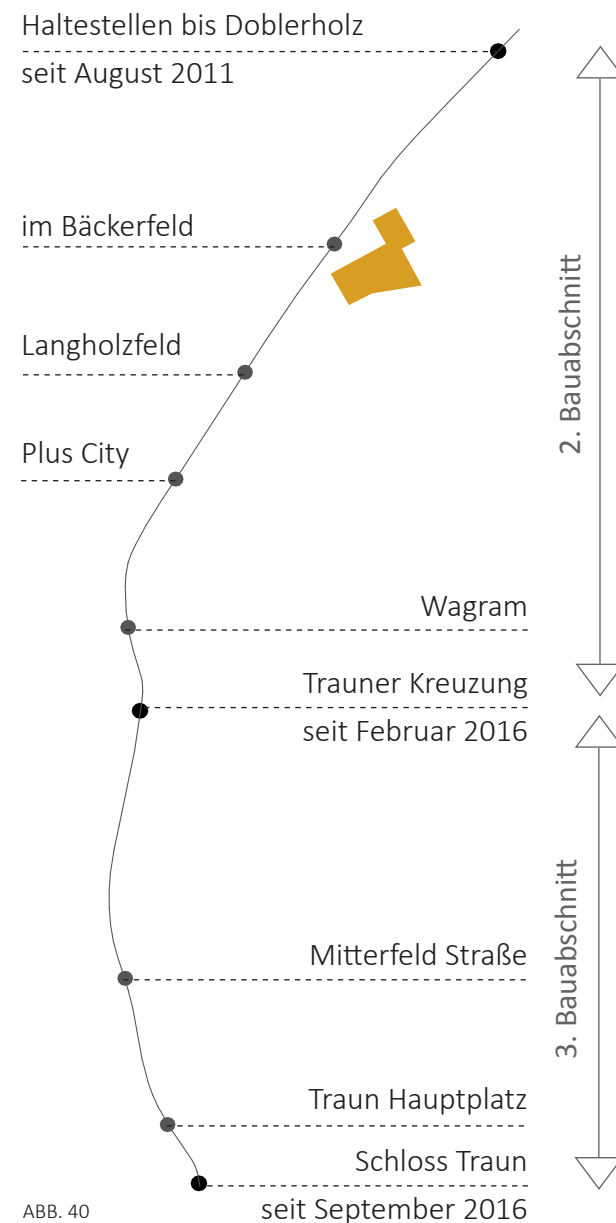 Haltestellen bis Doblerholz
seit August 2011
im Bäckerfeld
Langholzfeld
Plus City
Wagram
Trauner Kreuzung
seit Februar 2016
Mitterfeld Straße
Traun Hauptplatz
Schloss Traun
seit September 2016
2. Bauabschnitt
3. Bauabschnitt
ABB. 40